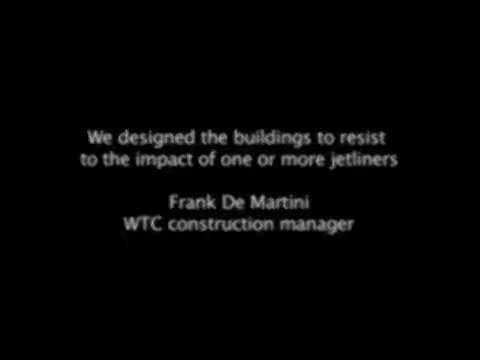 We designed the buildings to resist
to the impact of one or more jetliners
Frank De Martini
WTC construction manager